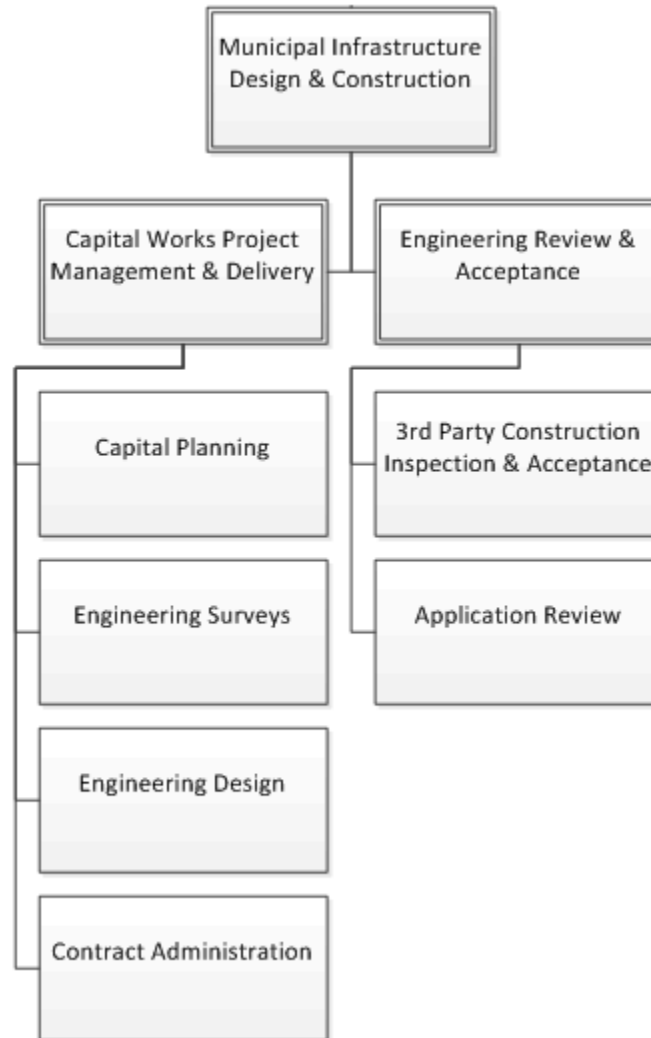 Municipal Infrastructure
Design & Construction
Capital Works Project
Management & Delivery
Engineering Review &
Acceptance
Capital Planning
3rd Party Construction
Inspection & Acceptance
Engineering Surveys
Application Review
Engineering Design
Contract Administration